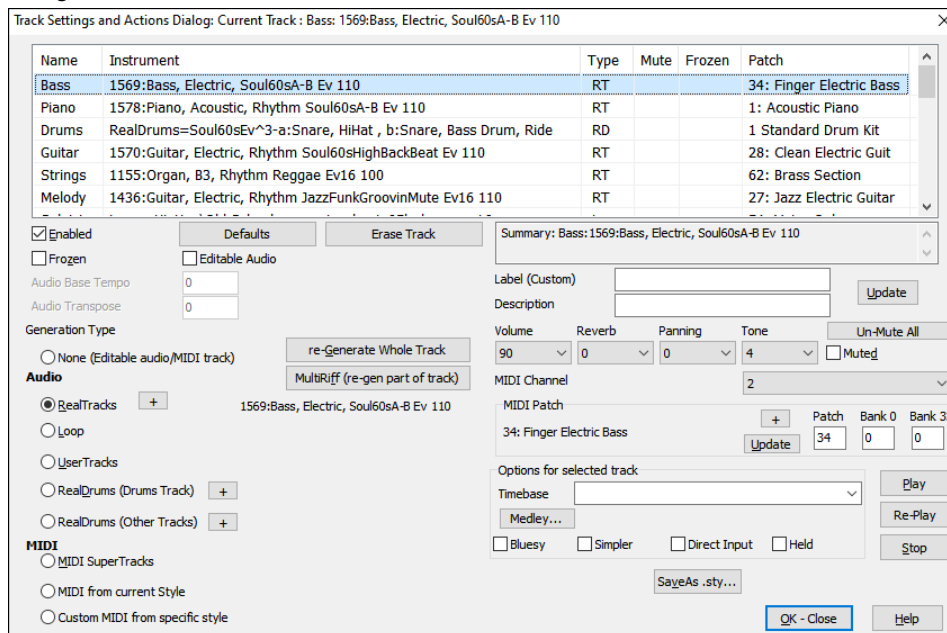 Track Settings and Actions Dialog: Current Track : Bass: 1569:Bass, Electric, Soul60sA-B Ev 110
Name Instrument Type Mute Frozen Patch
Bass 1569:Bass, Electric, Soul60sA-B Ev 110 RT 34: Finger Electric Bass
Piano 1578:Piano, Acoustic, Rhythm Soul60sA-B Ev 110 RT 1: Acoustic Piano
Drums RealDrums=Soul60sEv^3-a:Snare, HiHat , b:Snare, Bass Drum, Ride RD 1 Standard Drum Kit
Guitar 1570:Guitar, Electric, Rhythm Soul60sHighBackBeat Ev 110 RT 28: Clean Electric Guit
Strings 1155:Organ, B3, Rhythm Reggae Ev16 100 RT 62: Brass Section
Melody 1436:Guitar, Electric, Rhythm JazzFunkGroovinMute Ev16 110 RT 27: Jazz Electric Guitar
Enabled Defaults Erase Track Summary: Bass:1569:Bass, Electric, Soul60sA-B Ev 110
Frozen Editable Audio
Audio Base Tempo 0 Label (Custom) Update
Audio Transpose 0 Description
Generation Type Volume Reverb Panning Tone Un-Mute All
None (Editable audio/MIDI track) re-Generate Whole Track 90 0 0 4 Muted
Audio MultiRiff (re-gen part of track) MIDI Channel 2
RealTracks + 1569:Bass, Electric, Soul60sA-B Ev 110 MIDI Patch
Loop 34: Finger Electric Bass + Update Patch 34 Bank 0 0 Bank 3 0
UserTracks Options for selected track
RealDrums (Drums Track) + Timebase Play
RealDrums (Other Tracks) + Medley... Re-Play
MIDI Bluesy Simpler Direct Input Held Stop
MIDI SuperTracks
MIDI from current Style SaveAs .sty...
Custom MIDI from specific style OK - Close Help